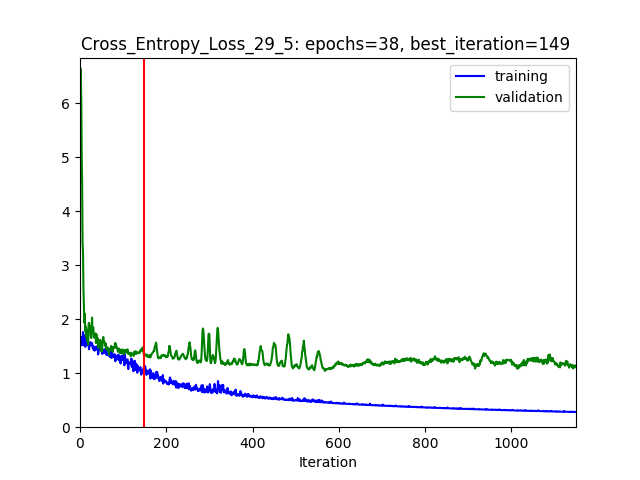 Cross_Entropy_Loss_29_5: epochs=38, best_iteration=149
training
validation
6
5
4
3
2
1
0
0 200 400 600 800 1000
Iteration